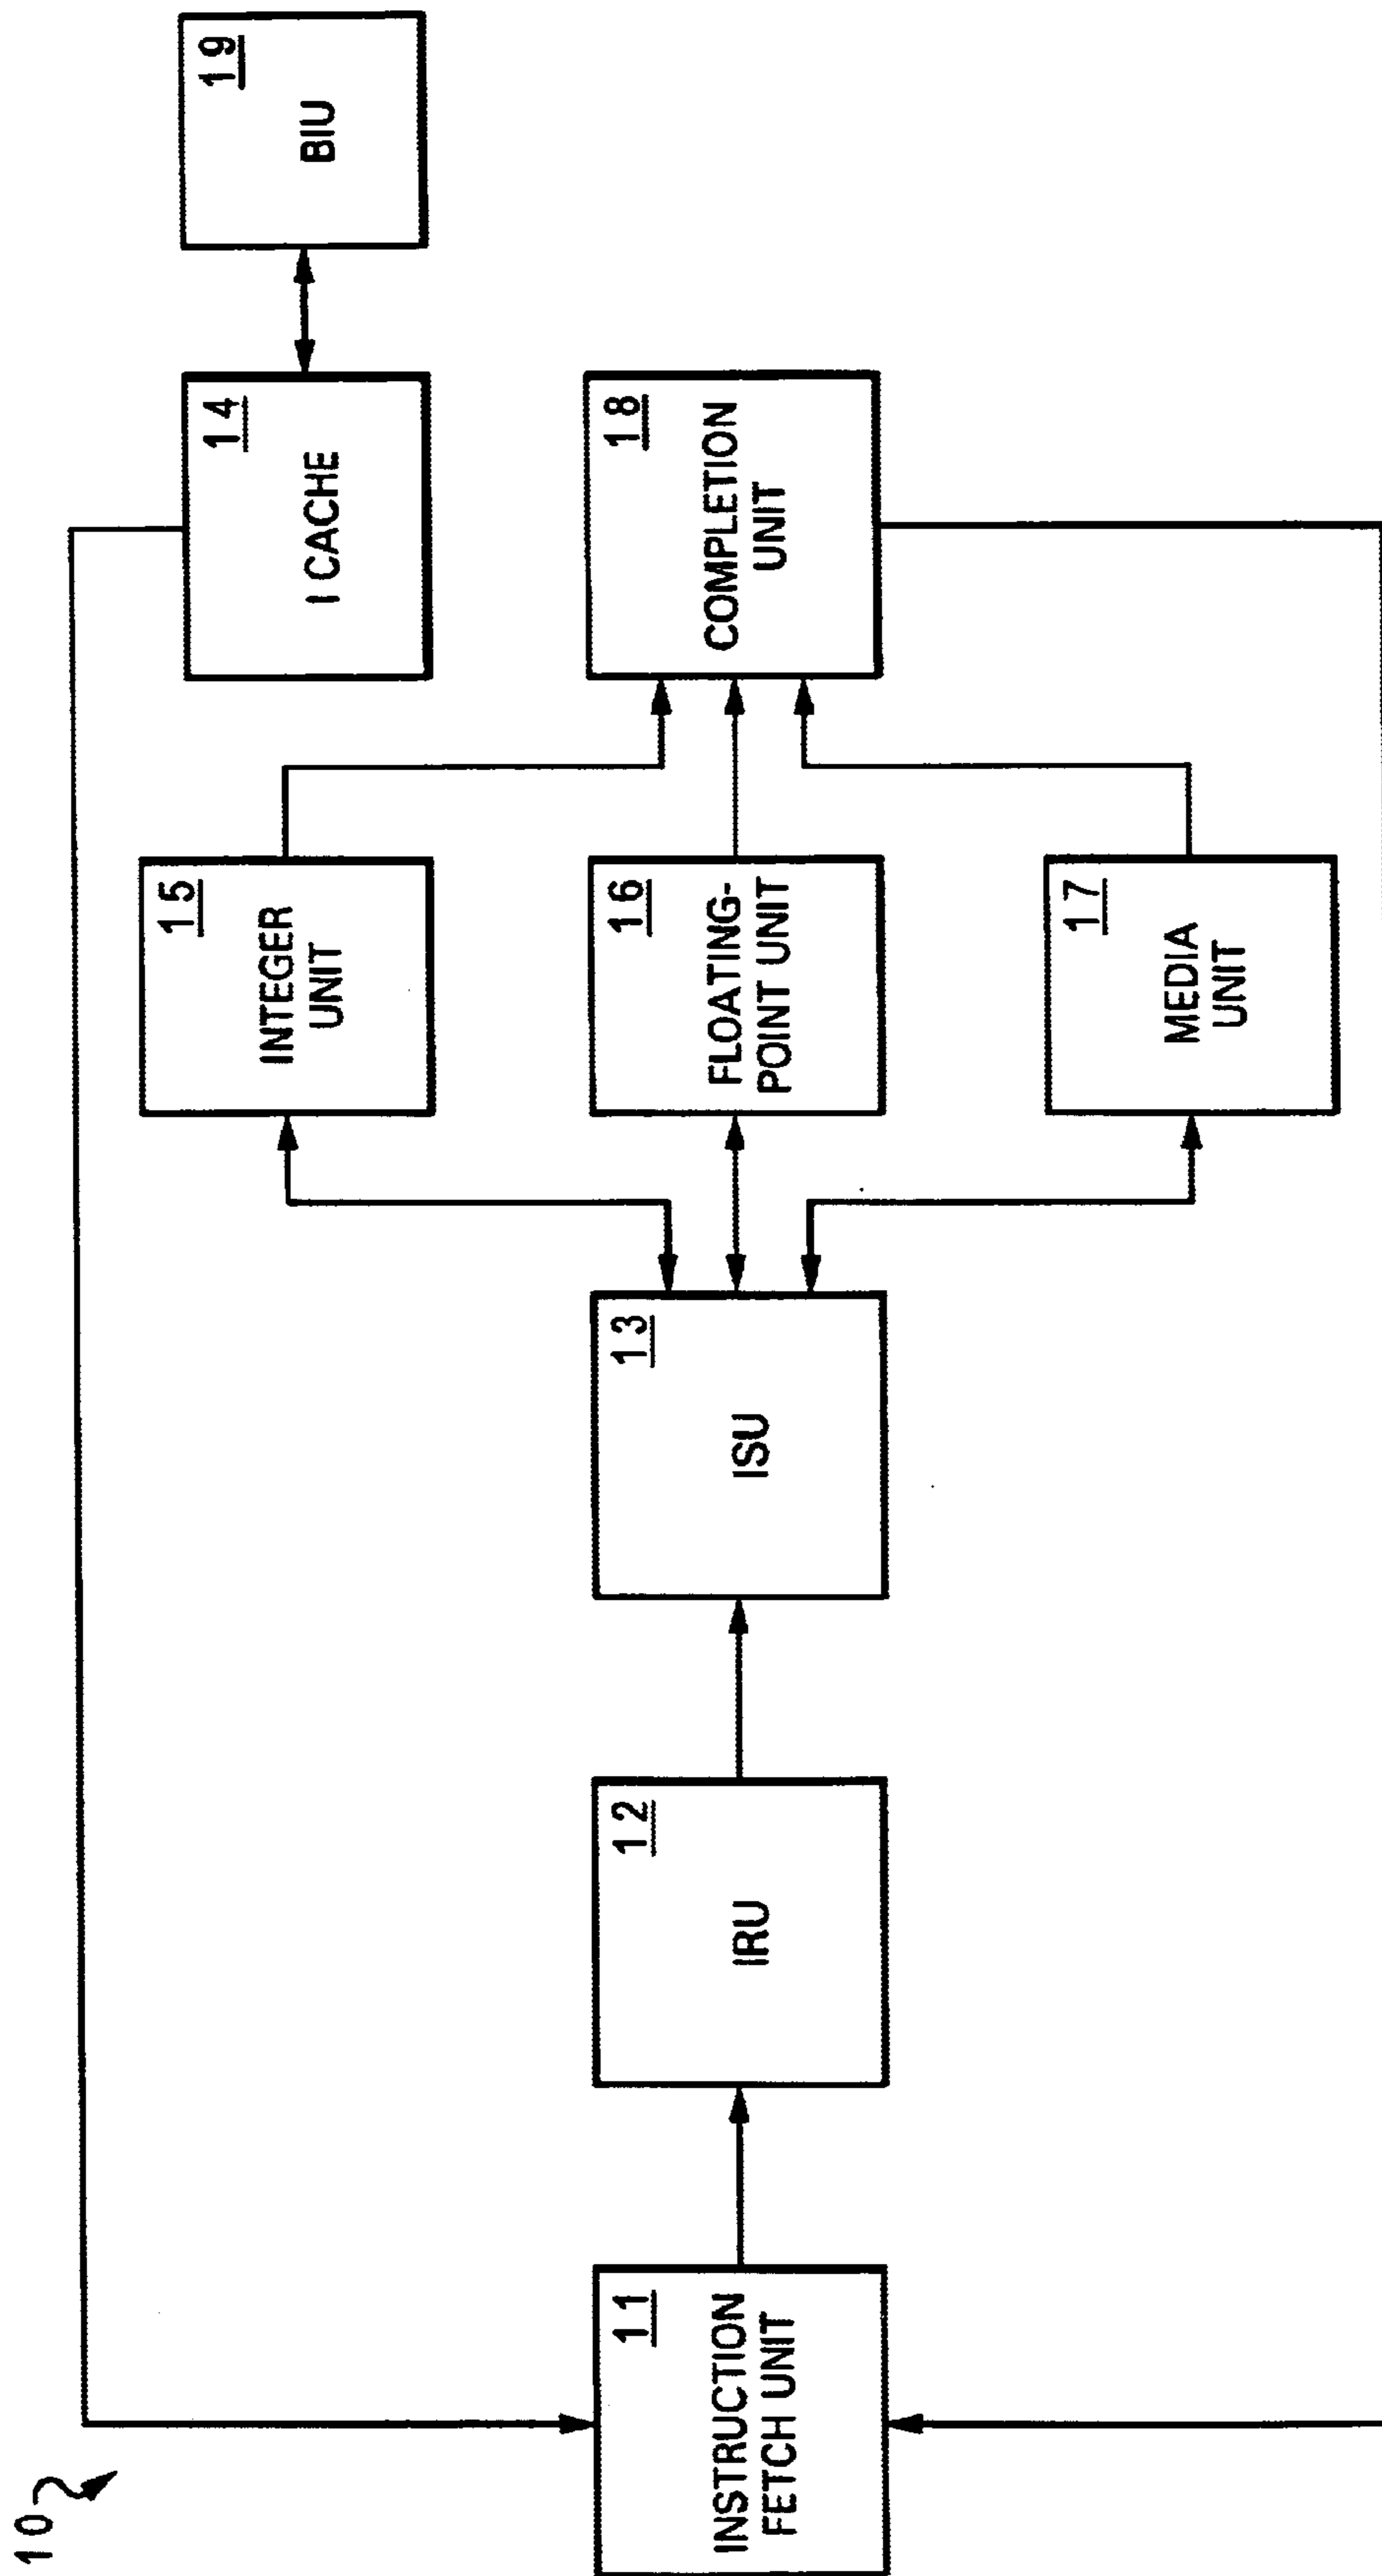 10
11
INSTRUCTION
FETCH UNIT
12
IRU
13
ISU
15
INTEGER
UNIT
16
FLOATING-
POINT UNIT
17
MEDIA
UNIT
14
I CACHE
18
COMPLETION
UNIT
19
BIU